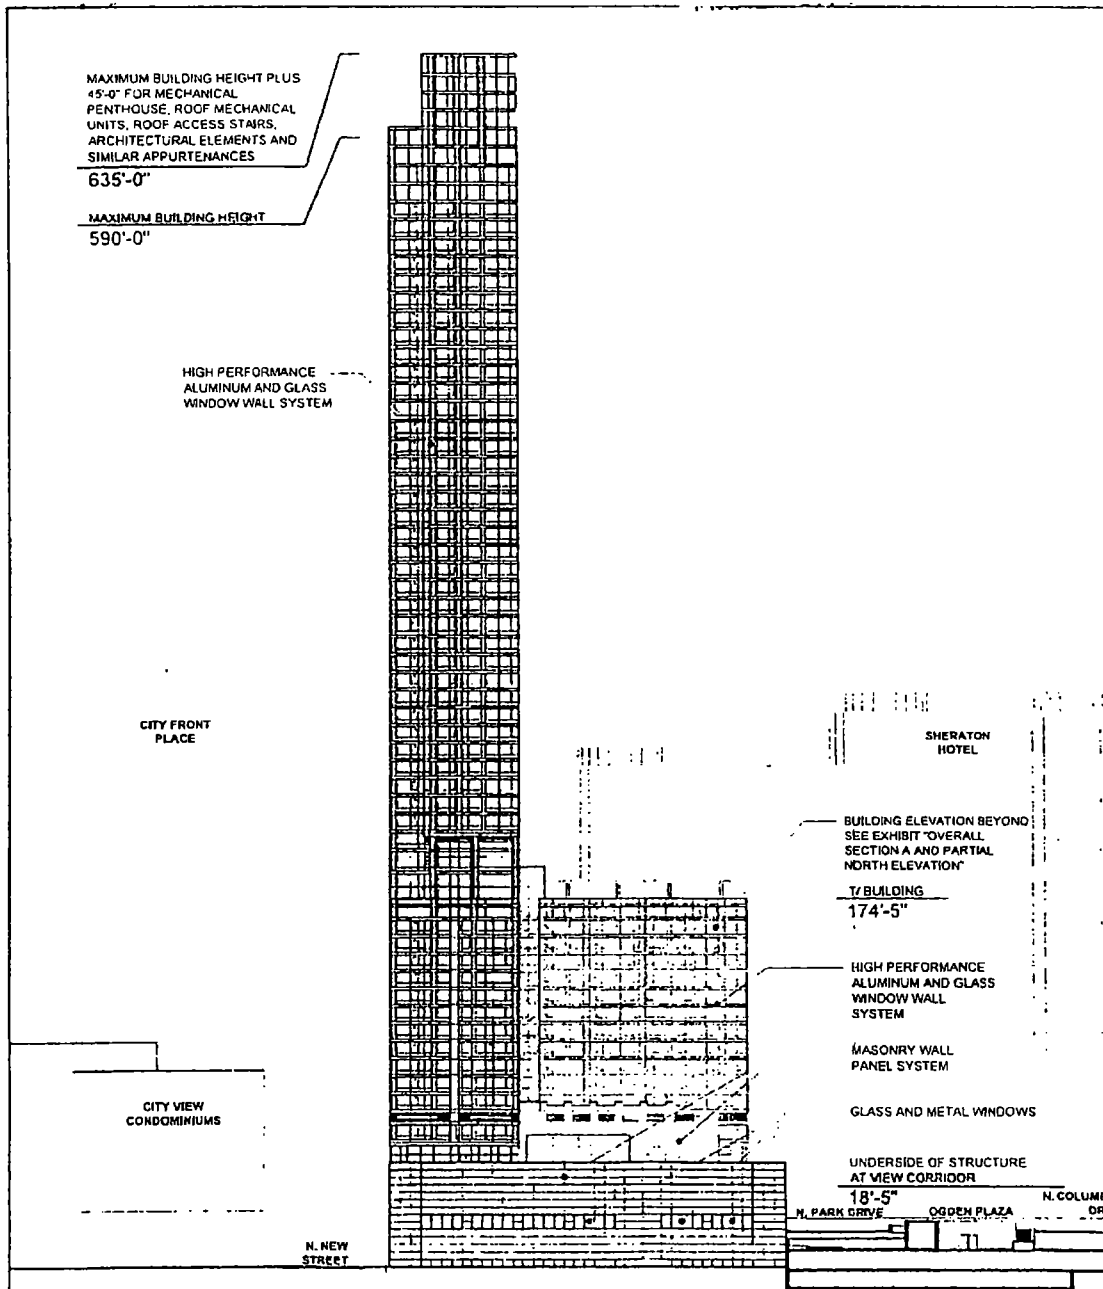 MAXIMUM BUILDING HEIGHT PLUS
45'-0" FOR MECHANICAL
PENTHOUSE, ROOF MECHANICAL
UNITS, ROOF ACCESS STAIRS,
ARCHITECTURAL ELEMENTS AND
SIMILAR APPURTENANCES
635'-0"
MAXIMUM BUILDING HEIGHT
590'-0"
HIGH PERFORMANCE
ALUMINUM AND GLASS
WINDOW WALL SYSTEM
CITY FRONT
PLACE
SHERATON
HOTEL
BUILDING ELEVATION BEYOND
SEE EXHIBIT "OVERALL
SECTION A AND PARTIAL
NORTH ELEVATION"
T/ BUILDING
174'-5"
HIGH PERFORMANCE
ALUMINUM AND GLASS
WINDOW WALL
SYSTEM
MASONRY WALL
PANEL SYSTEM
CITY VIEW
CONDOMINIUMS
GLASS AND METAL WINDOWS
UNDERSIDE OF STRUCTURE
AT VIEW CORRIDOR
18'-5"
N. PARK DRIVE
OGDEN PLAZA
N. COLUM
DR
N. NEW
STREET